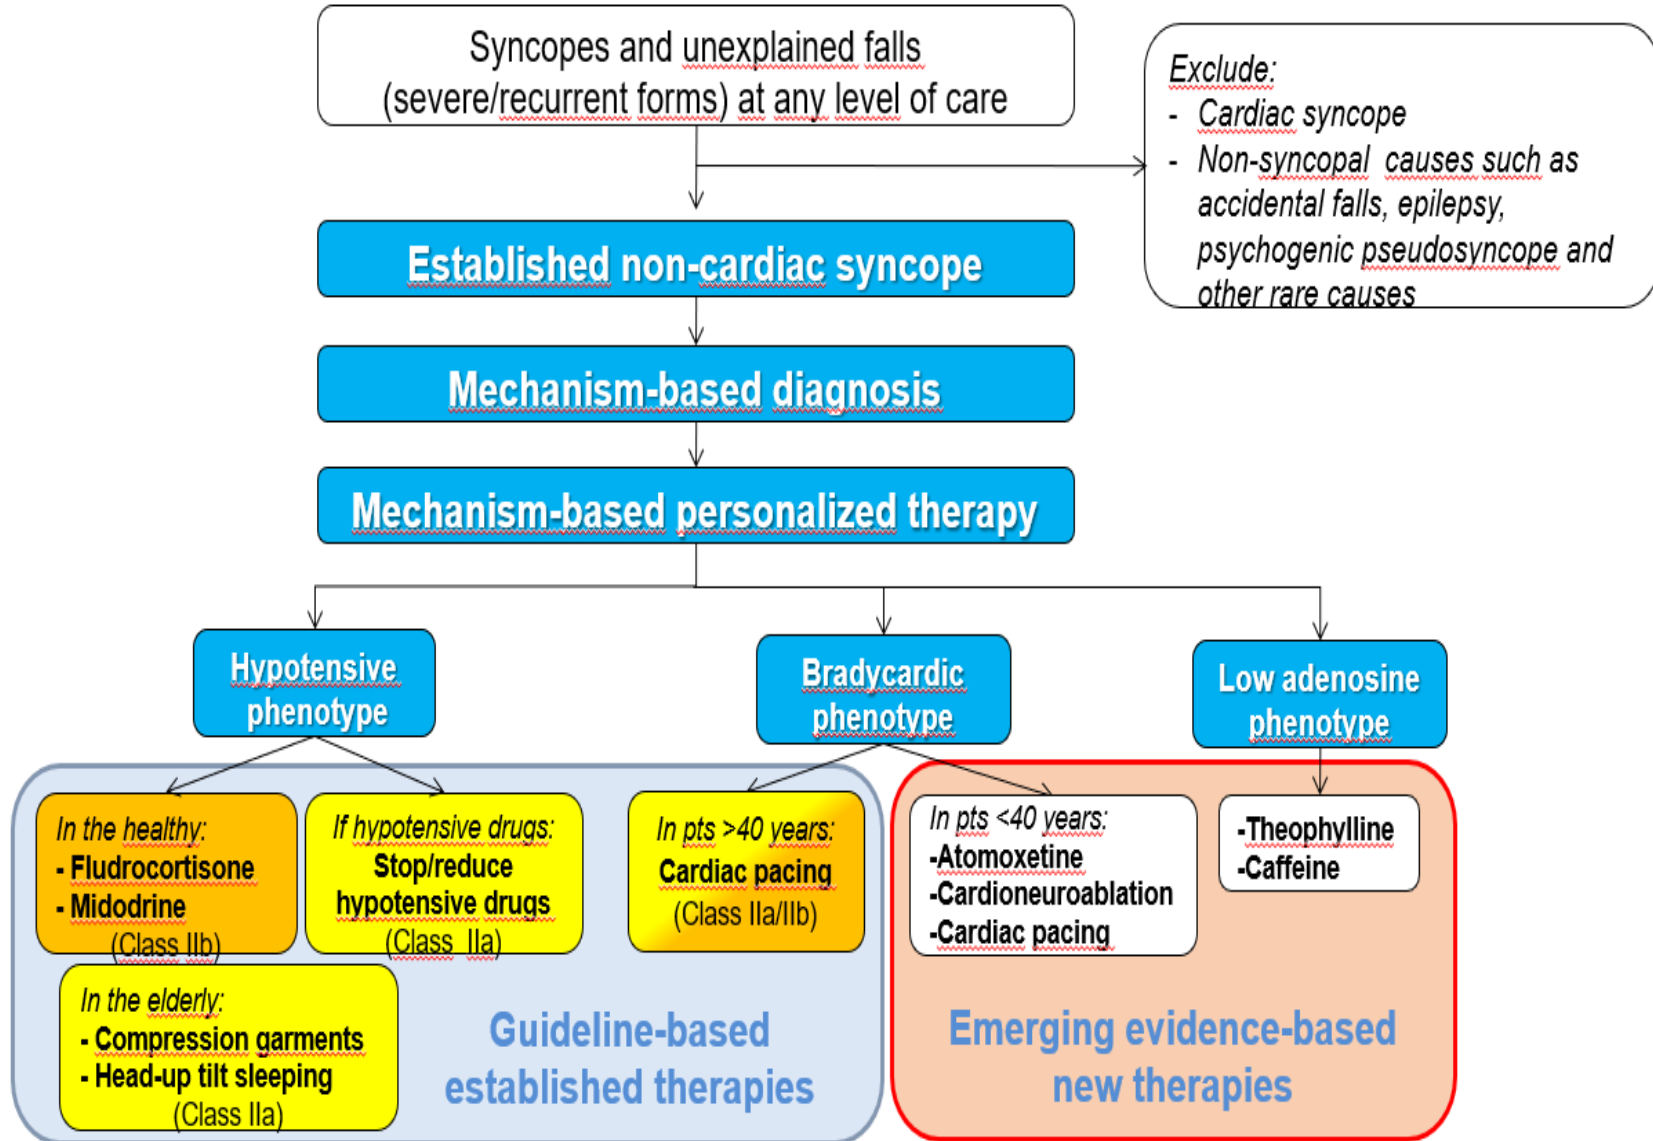 Syncopes and unexplained falls
(severe/recurrent forms) at any level of care
Exclude:
- Cardiac syncope
- Non-syncopal causes such as
accidental falls, epilepsy,
psychogenic pseudosyncope and
other rare causes
Established non-cardiac syncope
Mechanism-based diagnosis
Mechanism-based personalized therapy
Hypotensive
phenotype
Bradycardic
phenotype
Low adenosine
phenotype
In the healthy:
- Fludrocortisone
- Midodrine
(Class IIb)
If hypotensive drugs:
Stop/reduce
hypotensive drugs
(Class IIa)
In the elderly:
- Compression garments
- Head-up tilt sleeping
(Class IIa)
In pts >40 years:
Cardiac pacing
(Class IIa/IIb)
Guideline-based
established therapies
In pts <40 years:
-Atomoxetine
-Cardioneuroablation
-Cardiac pacing
-Theophylline
-Caffeine
Emerging evidence-based
new therapies